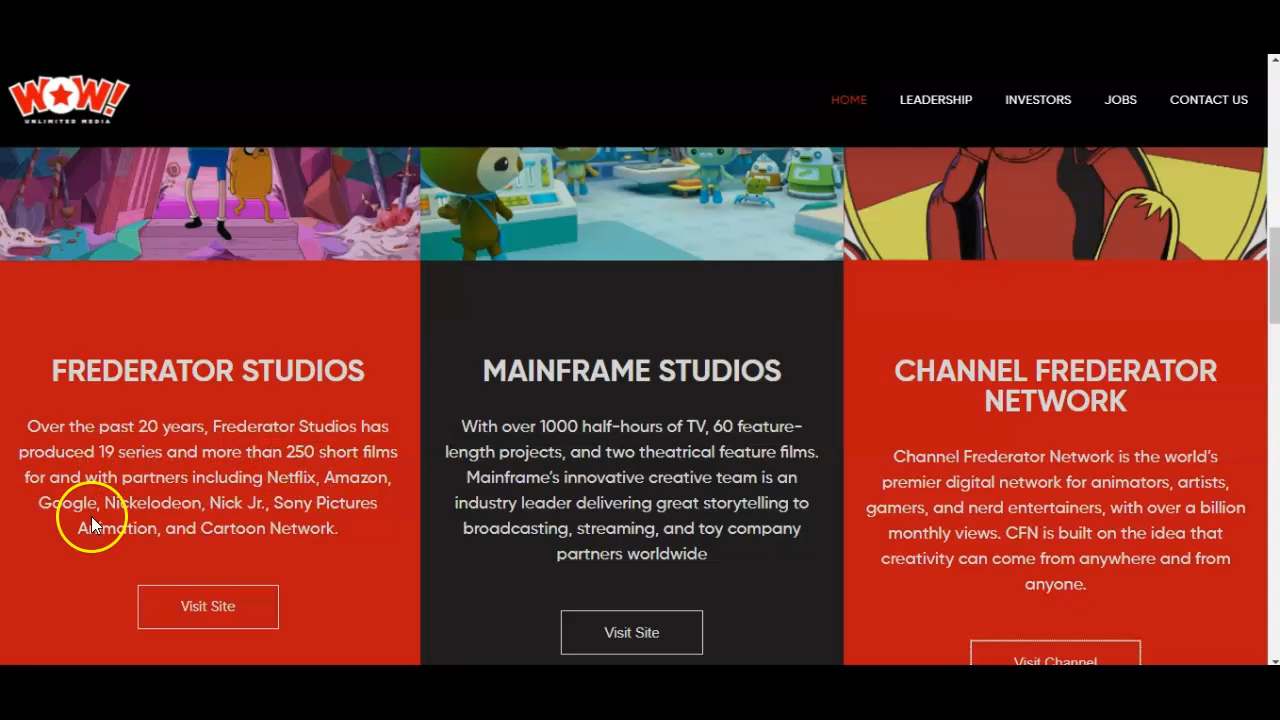 WOW!
UNLIMITED MEDIA
HOME
LEADERSHIP
INVESTORS
JOBS
CONTACT US
FREDERATOR STUDIOS
Over the past 20 years, Frederator Studios has
produced 19 series and more than 250 short films
for and with partners including Netflix, Amazon,
Google, Nickelodeon, Nick Jr., Sony Pictures
Animation, and Cartoon Network.
Visit Site
MAINFRAME STUDIOS
With over 1000 half-hours of TV, 60 feature-
length projects, and two theatrical feature films.
Mainframe's innovative creative team is an
industry leader delivering great storytelling to
broadcasting, streaming, and toy company
partners worldwide
Visit Site
CHANNEL FREDERATOR
NETWORK
Channel Frederator Network is the world's
premier digital network for animators, artists,
gamers, and nerd entertainers, with over a billion
monthly views. CFN is built on the idea that
creativity can come from anywhere and from
anyone.
Visit Channel